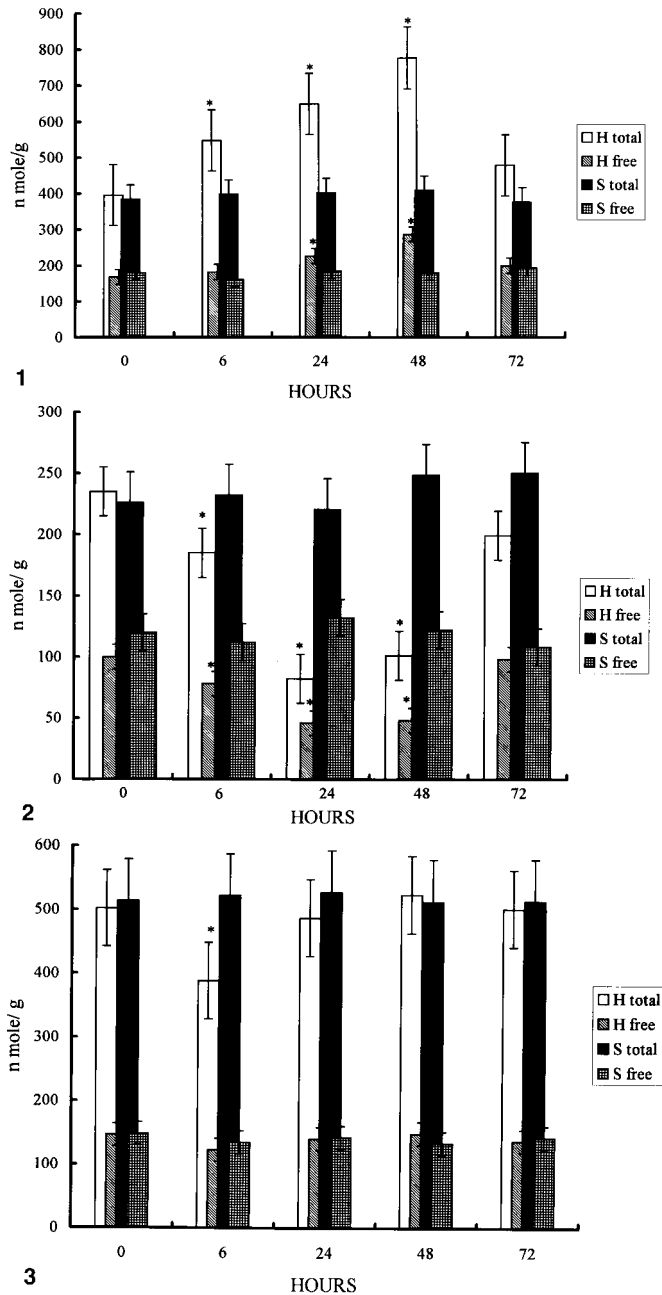 900
800
700
600
500
400
300
200
100
0
n mole/g
* * * * *
0 6 24 48 72
HOURS
H total
H free
S total
S free
1
300
250
200
150
100
50
0
n mole/ g
* * * * * *
0 6 24 48 72
HOURS
H total
H free
S total
S free
2
600
500
400
300
200
100
0
n mole/ g
*
0 6 24 48 72
HOURS
H total
H free
S total
S free
3